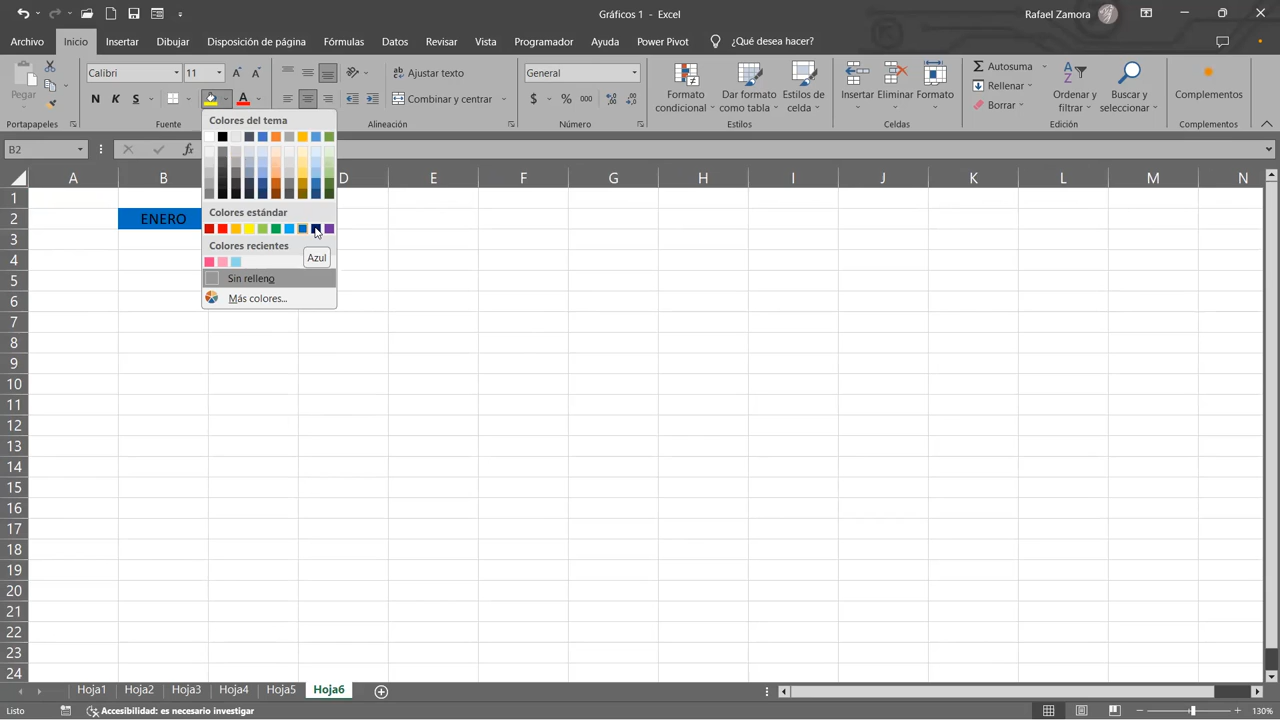 Gráficos 1 - Excel
Rafael Zamora
Archivo Inicio Insertar Dibujar Disposición de página Fórmulas Datos Revisar Vista Programador Ayuda Power Pivot ¿Qué desea hacer?
Pegar
Calibri 11
N K S
Ajustar texto
Combinar y centrar
General
$ % 000
Formato condicional
Dar formato como tabla
Estilos de celda
Insertar Eliminar Formato
Autosuma
Rellenar
Borrar
Ordenar y filtrar
Buscar y seleccionar
Complementos
Portapapeles Fuente Alineación Número Estilos Celdas Edición Complementos
Colores del tema
Colores estándar
Colores recientes
Azul
Sin relleno
Más colores...
B2 fx
A B D E F G H I J K L M N
1
2 ENERO
3
4
5
6
7
8
9
10
11
12
13
14
15
16
17
18
19
20
21
22
23
24
Hoja1 Hoja2 Hoja3 Hoja4 Hoja5 Hoja6
Listo Accesibilidad: es necesario investigar 130%